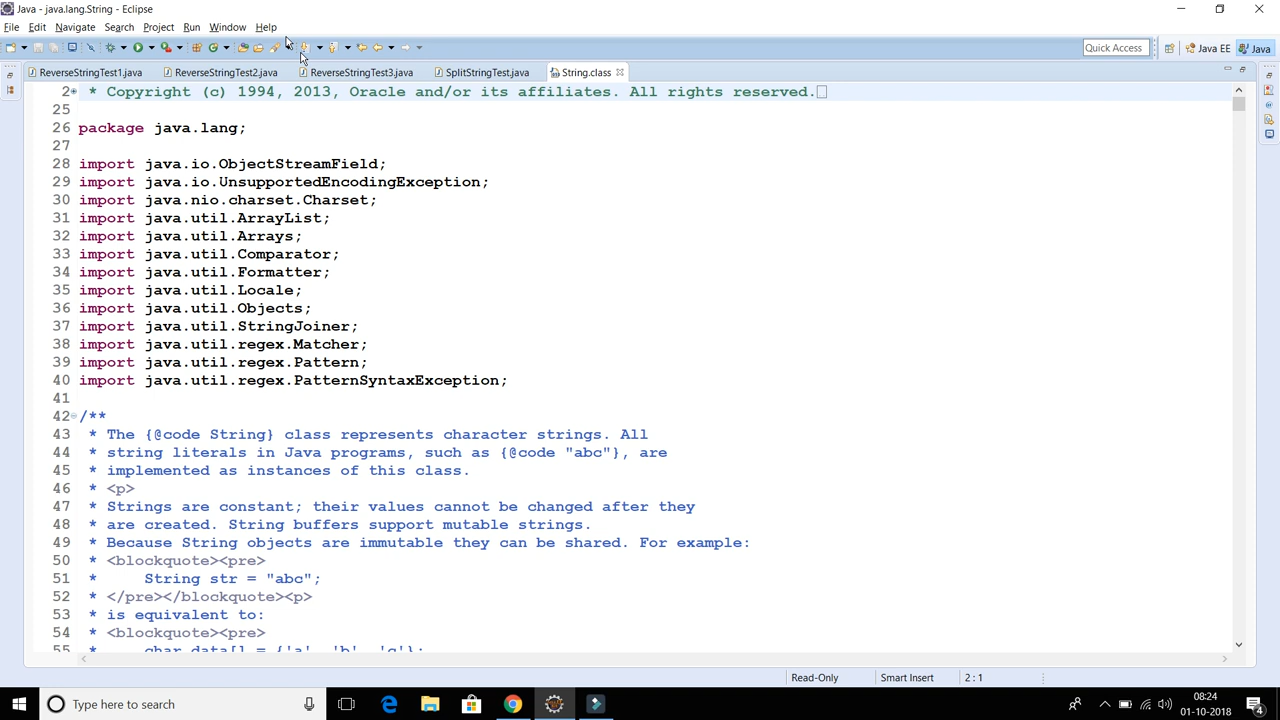 Java - java.lang.String - Eclipse
File Edit Navigate Search Project Run Window Help
Quick Access Java EE Java
ReverseStringTest1.java ReverseStringTest2.java ReverseStringTest3.java SplitStringTest.java String.class
2 * Copyright (c) 1994, 2013, Oracle and/or its affiliates. All rights reserved.
25
26 package java.lang;
27
28 import java.io.ObjectStreamField;
29 import java.io.UnsupportedEncodingException;
30 import java.nio.charset.Charset;
31 import java.util.ArrayList;
32 import java.util.Arrays;
33 import java.util.Comparator;
34 import java.util.Formatter;
35 import java.util.Locale;
36 import java.util.Objects;
37 import java.util.StringJoiner;
38 import java.util.regex.Matcher;
39 import java.util.regex.Pattern;
40 import java.util.regex.PatternSyntaxException;
41
42 /**
43 * The {@code String} class represents character strings. All
44 * string literals in Java programs, such as {@code "abc"}, are
45 * implemented as instances of this class.
46 * <p>
47 * Strings are constant; their values cannot be changed after they
48 * are created. String buffers support mutable strings.
49 * Because String objects are immutable they can be shared. For example:
50 * <blockquote><pre>
51 *     String str = "abc";
52 * </pre></blockquote><p>
53 * is equivalent to:
54 * <blockquote><pre>
55 *     char data[] = {'a', 'b', 'c'};
Read-Only Smart Insert 2 : 1
Type here to search
08:24
01-10-2018
4